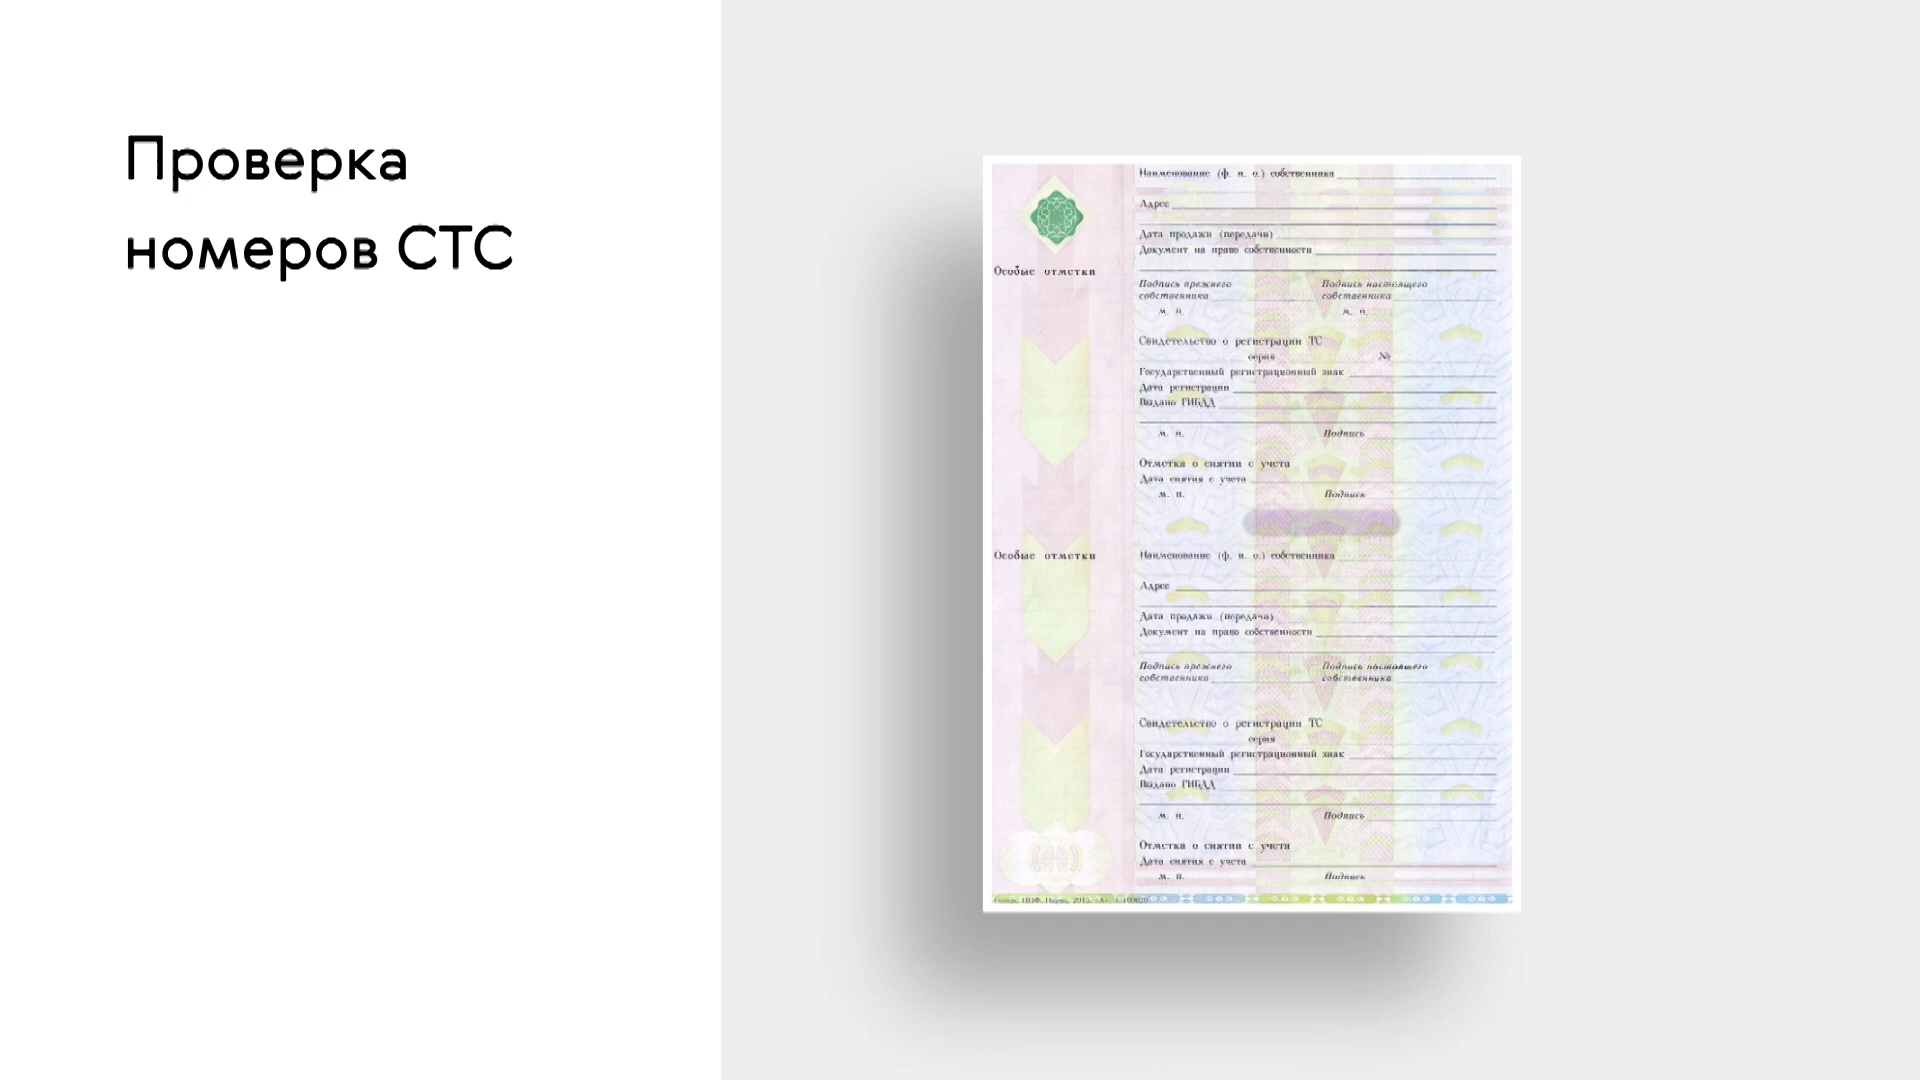 Проверка
номеров СТС
Наименование (ф. и. о.) собственника
Адрес
Дата продажи (передачи)
Документ на право собственности
Особые отметки
Подпись прежнего собственника
Подпись настоящего собственника
м. п.
м. п.
Свидетельство о регистрации ТС
серия №
Государственный регистрационный знак
Дата регистрации
Выдано ГИБДД
м. п. Подпись
Отметка о снятии с учета
Дата снятия с учета
м. п. Подпись
Особые отметки
Наименование (ф. и. о.) собственника
Адрес
Дата продажи (передачи)
Документ на право собственности
Подпись прежнего собственника
Подпись настоящего собственника
Свидетельство о регистрации ТС
серия
Государственный регистрационный знак
Дата регистрации
Выдано ГИБДД
м. п. Подпись
Отметка о снятии с учета
Дата снятия с учета
м. п. Подпись